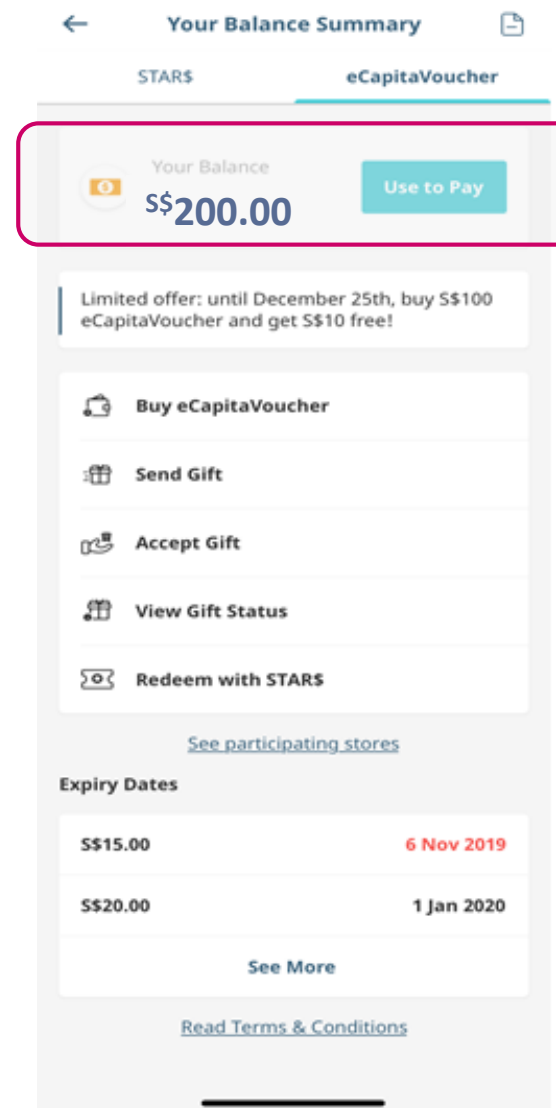 Your Balance Summary
STAR$ eCapitaVoucher
Your Balance
S$200.00
Use to Pay
Limited offer: until December 25th, buy S$100
eCapitaVoucher and get S$10 free!
Buy eCapitaVoucher
Send Gift
Accept Gift
View Gift Status
Redeem with STAR$
See participating stores
Expiry Dates
S$15.00 6 Nov 2019
S$20.00 1 Jan 2020
See More
Read Terms & Conditions